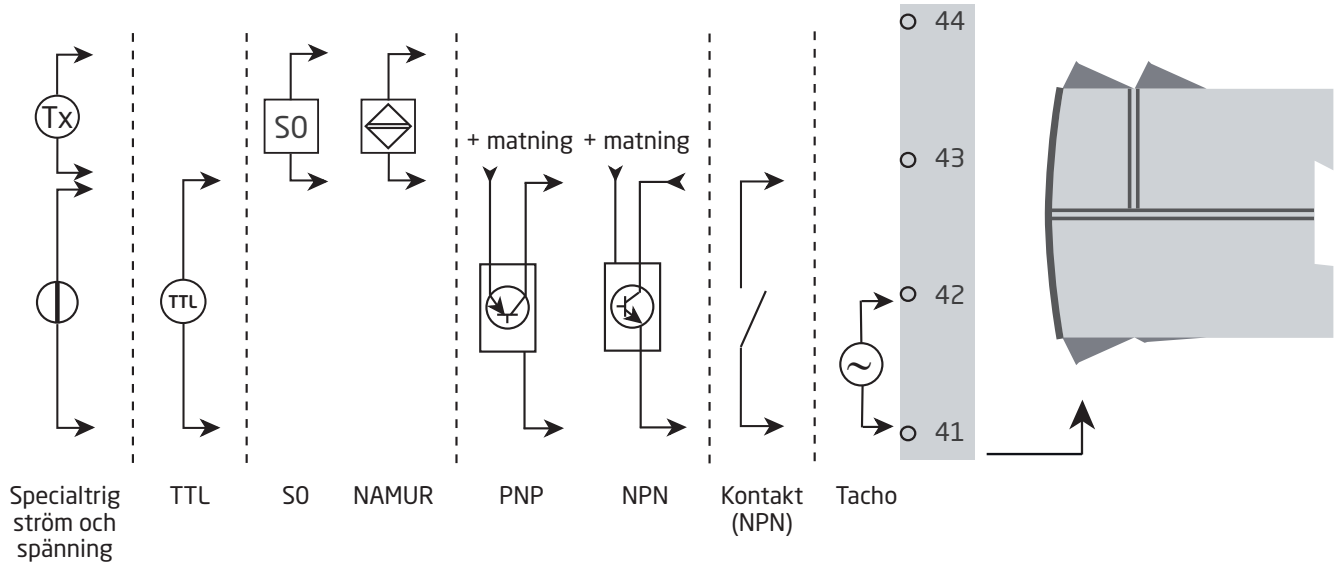 44
Tx
S0
+ matning + matning
43
TTL
42
~
41
Specialtrig
ström och
spänning
TTL
S0
NAMUR
PNP
NPN
Kontakt
(NPN)
Tacho